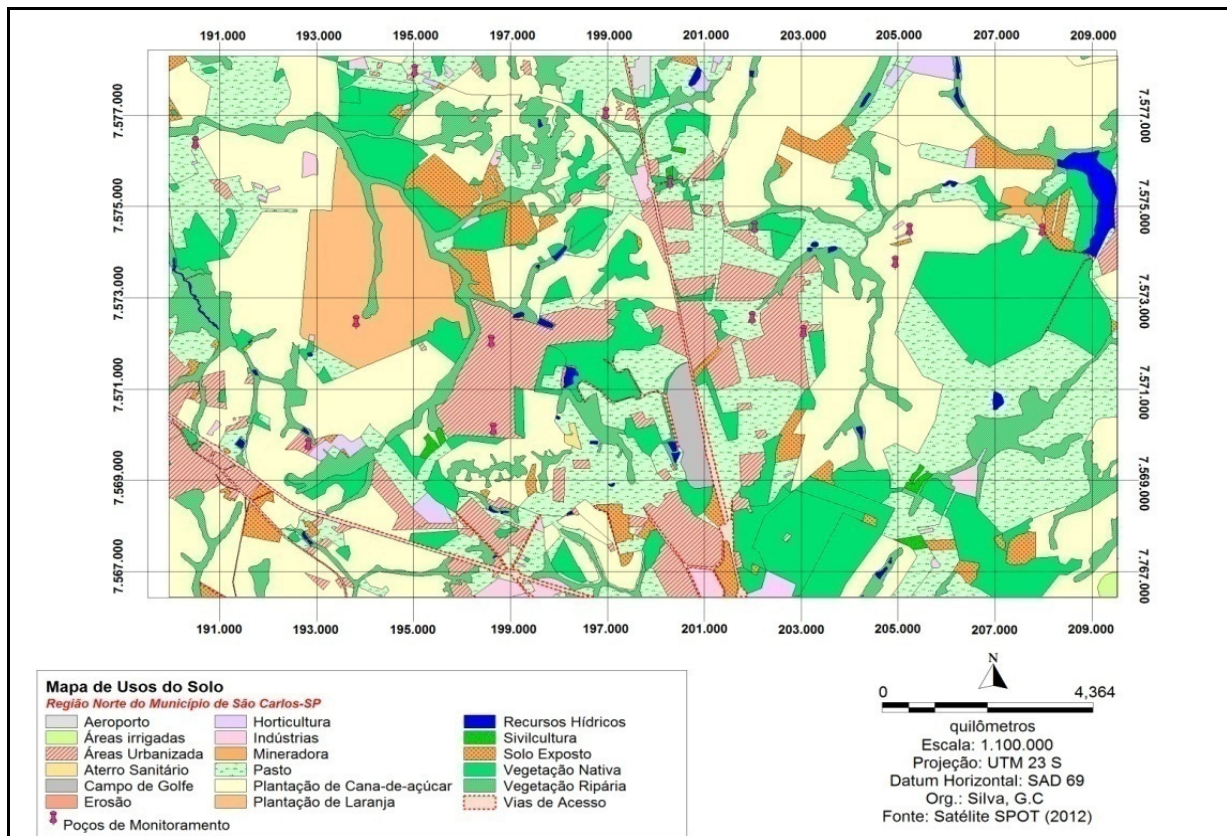 191.000 193.000 195.000 197.000 199.000 201.000 203.000 205.000 207.000 209.000
7.577.000 7.577.000
7.575.000 7.575.0075
7.573.000 7.573.000
7.571.000 7.571.000
7.569.000 7.569.000
7.567.000 7.767.000
191.000 193.000 195.000 199.000 197.000 201.000 203.000 205.000 207.000 209.000
Mapa de Usos do Solo
Região Norte do Município de São Carlos-SP
Aeroporto
Áreas irrigadas
Áreas Urbanizada
Aterro Sanitário
Campo de Golfe
Erosão
Poços de Monitoramento
Horticultura
Indústrias
Mineradora
Pasto
Plantação de Cana-de-açúcar
Plantação de Laranja
Recursos Hídricos
Sivilcultura
Solo Exposto
Vegetação Nativa
Vegetação Ripária
Vias de Acesso
N
0 4,364
quilômetros
Escala: 1.100.000
Projeção: UTM 23 S
Datum Horizontal: SAD 69
Org.: Silva, G.C
Fonte: Satélite SPOT (2012)